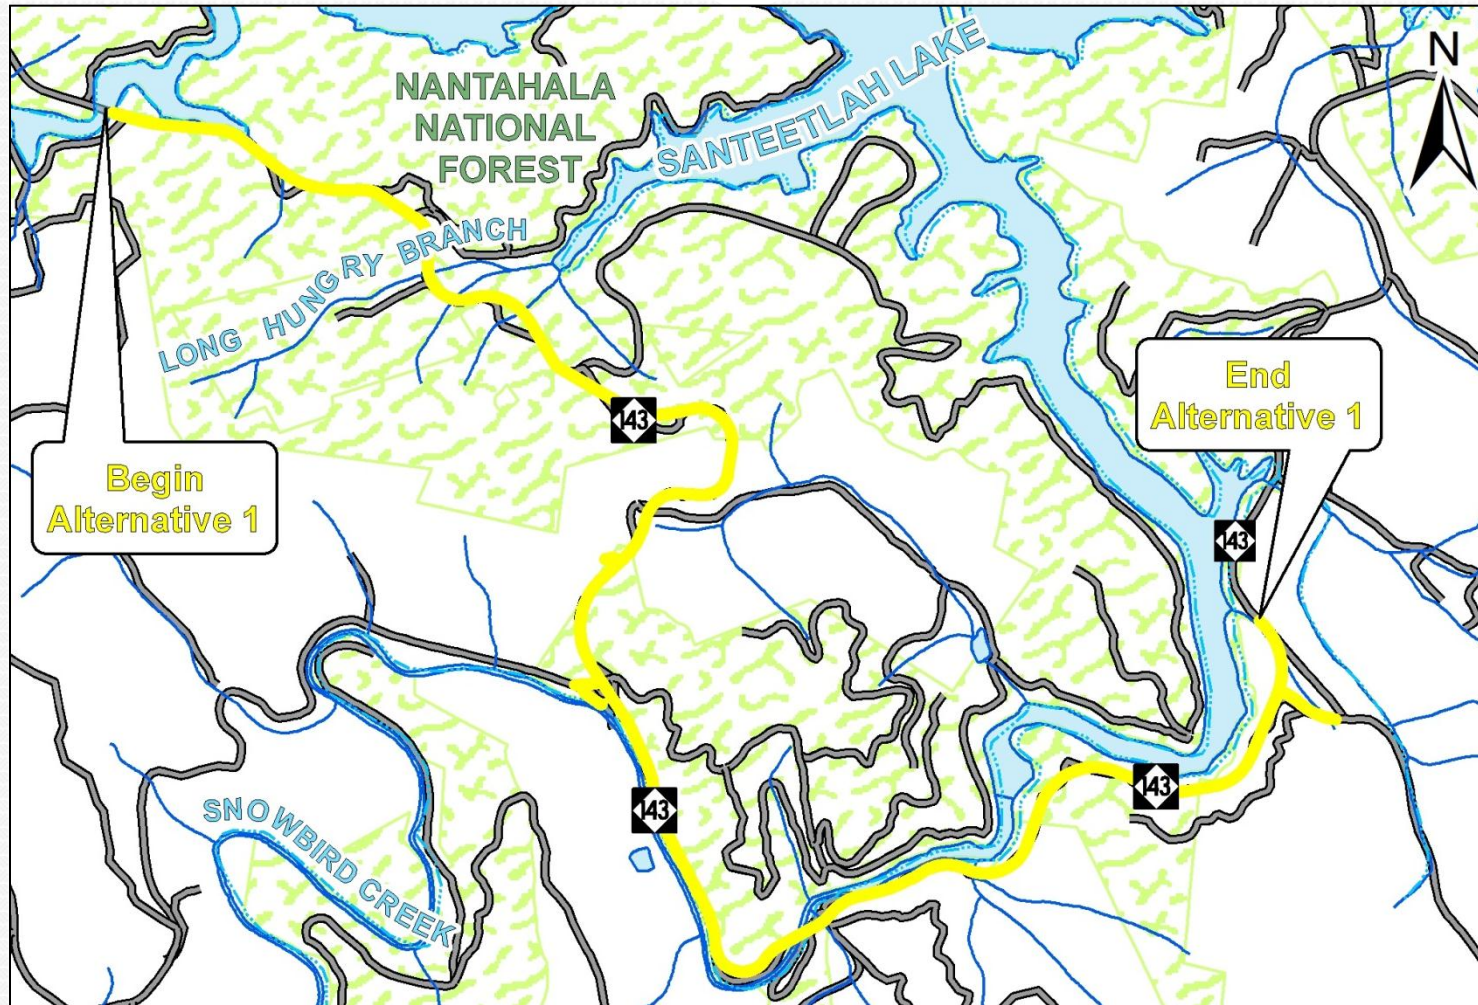 N
NANTAHALA
NATIONAL
FOREST
SANTEETLAH LAKE
LONG HUNGRY BRANCH
End
Alternative 1
143
Begin
Alternative 1
143
143
143
SNOWBIRD CREEK